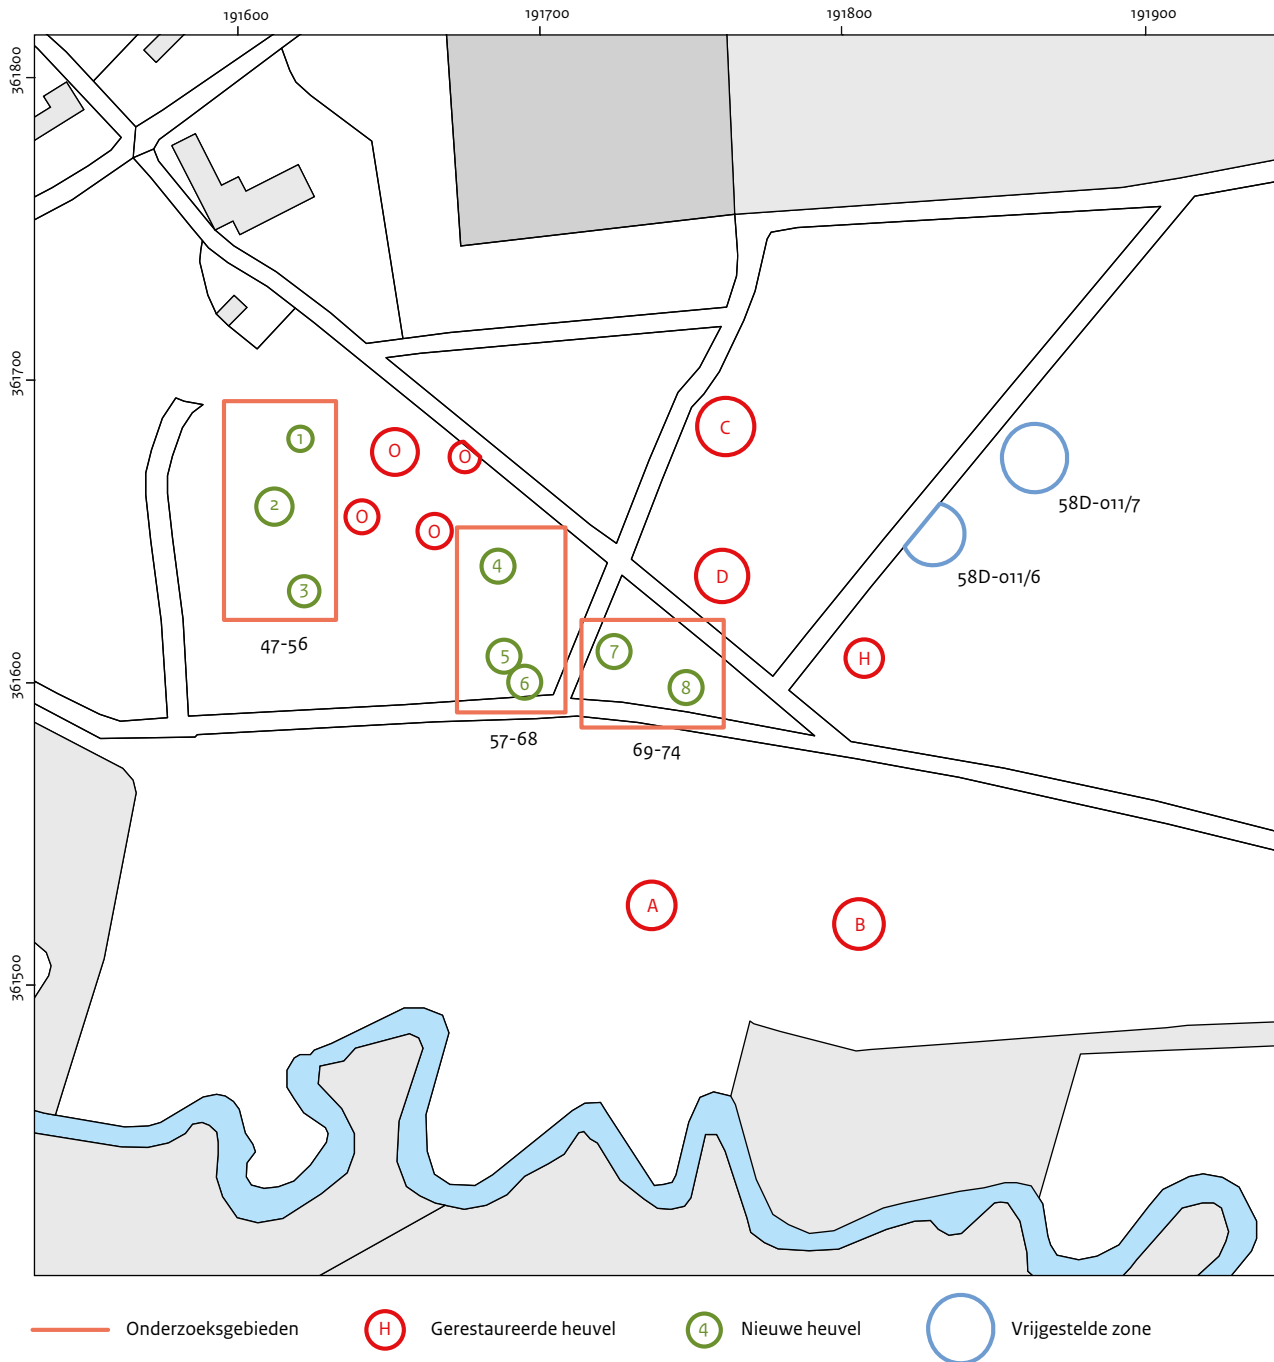 191600 191700 191800 191900
361800
361700
361600
361500
C
1
O
O
2
58D-011/7
O
O
4
D
58D-011/6
3
47-56
7
5
H
6
8
57-68
69-74
A
B
Onderzoeksgebieden
H Gerestaureerde heuvel
4 Nieuwe heuvel
Vrijgestelde zone